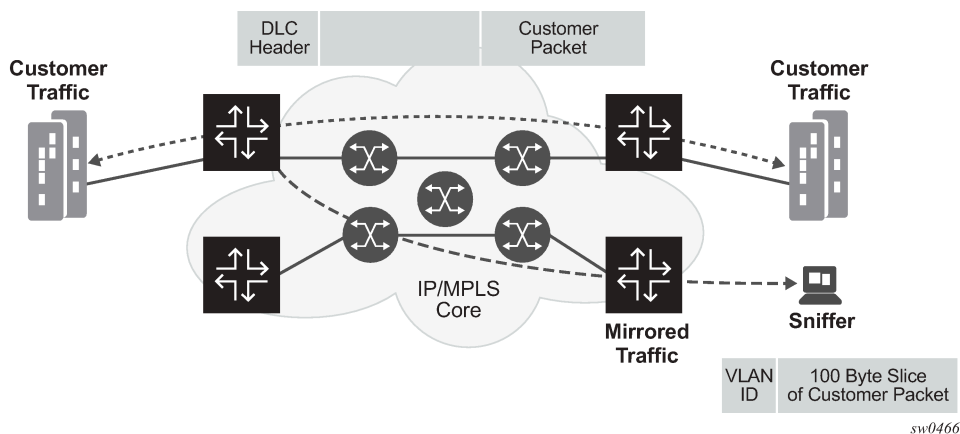 DLC
Header
Customer
Packet
Customer
Traffic
Customer
Traffic
IP/MPLS
Core
Mirrored
Traffic
Sniffer
VLAN
ID
100 Byte Slice
of Customer Packet
sw0466